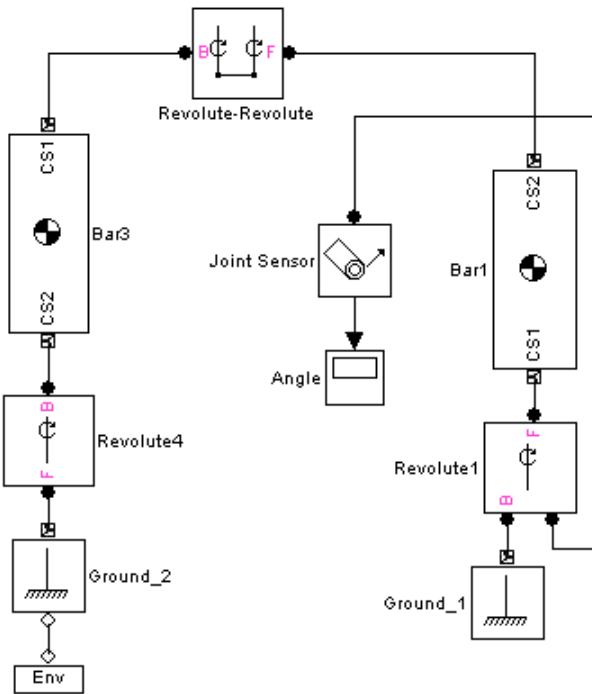 B F
Revolute-Revolute
CS1
CS2
Bar3
CS2
CS1
Bar1
Joint Sensor
Angle
B
F
Revolute4
F
B
Revolute1
Ground_2
Ground_1
Env